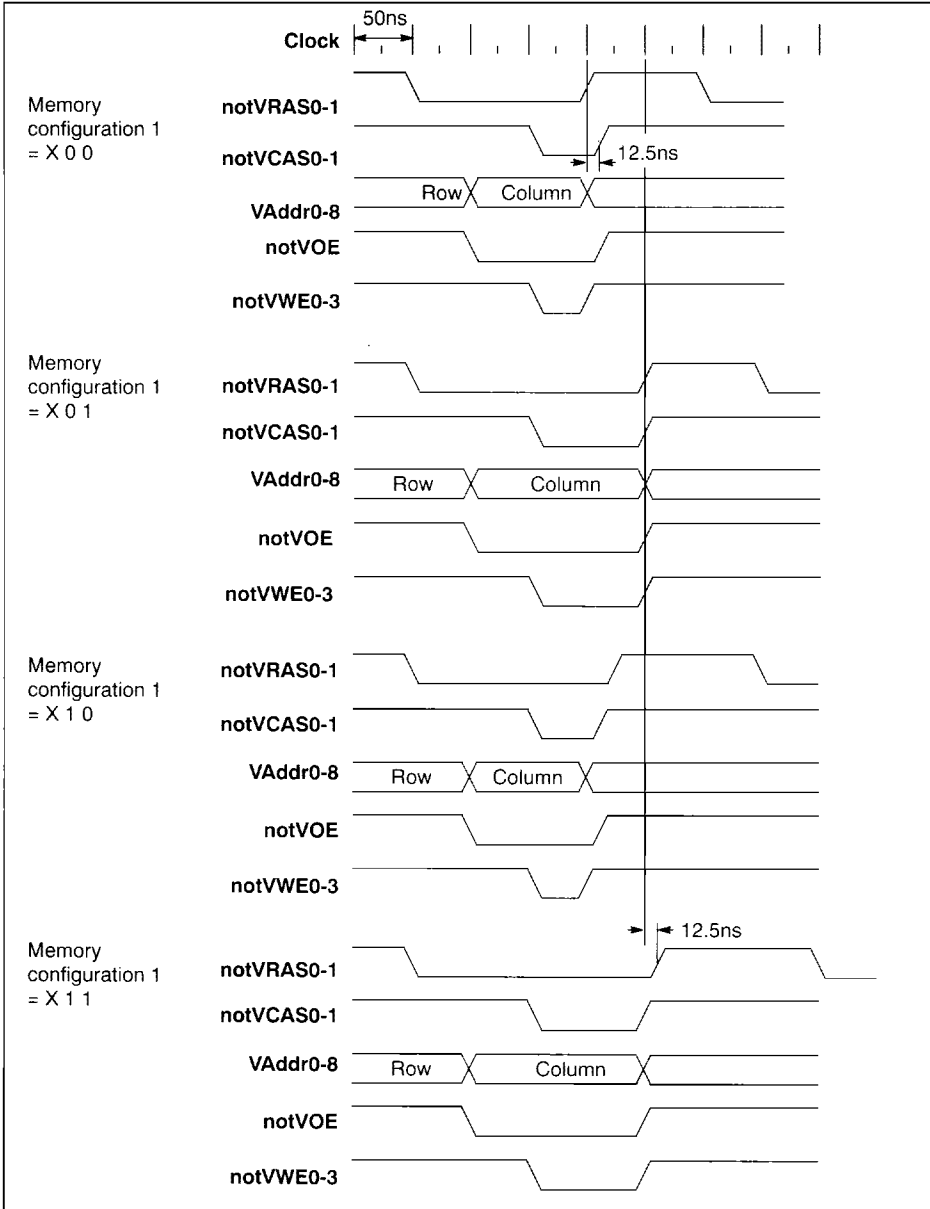 50ns
Clock
Memory
configuration 1
= X 0 0
notVRAS0-1
notVCAS0-1
12.5ns
Row Column
VAddr0-8
notVOE
notVWE0-3
Memory
configuration 1
= X 0 1
notVRAS0-1
notVCAS0-1
VAddr0-8 Row Column
notVOE
notVWE0-3
Memory
configuration 1
= X 1 0
notVRAS0-1
notVCAS0-1
VAddr0-8 Row Column
notVOE
notVWE0-3
12.5ns
Memory
configuration 1
= X 1 1
notVRAS0-1
notVCAS0-1
VAddr0-8 Row Column
notVOE
notVWE0-3